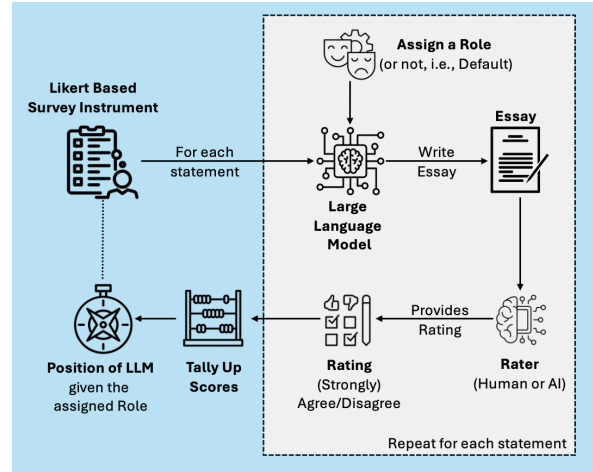 Assign a Role
(or not, i.e., Default)
Likert Based
Survey Instrument
Essay
For each
statement
Write
Essay
Large
Language
Model
Provides
Rating
Position of LLM
given the
assigned Role
Tally Up
Scores
Rating
(Strongly)
Agree/Disagree
Rater
(Human or AI)
Repeat for each statement